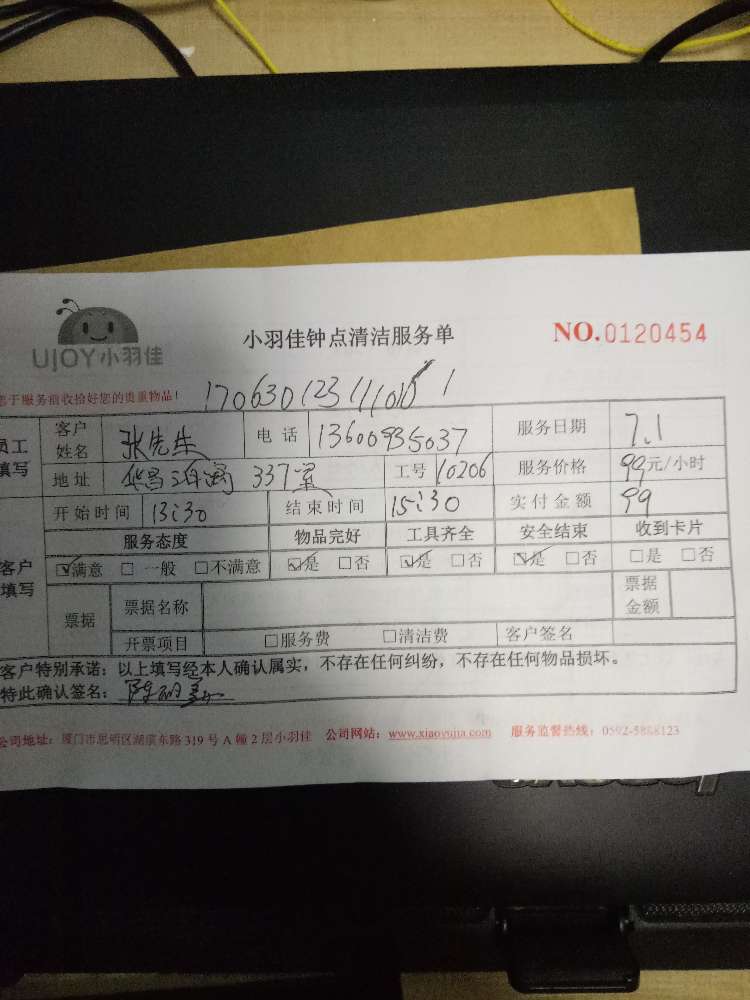 UJOY小羽佳
小羽佳钟点清洁服务单
NO.0120454
于服务前收拾好您的贵重物品！
员工填写
客户姓名 张先生 电话 13600935037 服务日期 7.1
地址 337 工号 10206 服务价格 99元/小时
开始时间 13:30 结束时间 15:30 实付金额 99
客户填写
服务态度 物品完好 工具齐全 安全结束 收到卡片
☑满意 □一般 □不满意 ☑是 □否 ☑是 □否 ☑是 □否 □是 □否
票据 票据名称 票据金额
开票项目 □服务费 □清洁费 客户签名
客户特别承诺：以上填写经本人确认属实，不存在任何纠纷，不存在任何物品损坏。
特此确认签名：
公司地址：厦门市思明区湖滨东路319号A幢2层小羽佳 公司网站：www.xiaoyujia.com 服务监督热线：0592-5888123